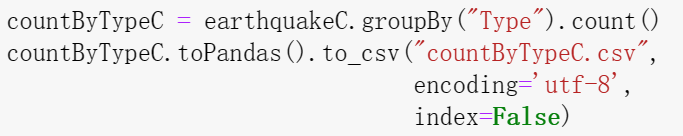 countByTypeC = earthquakeC.groupBy("Type").count()
countByTypeC.toPandas().to_csv("countByTypeC.csv",
encoding='utf-8',
index=False)